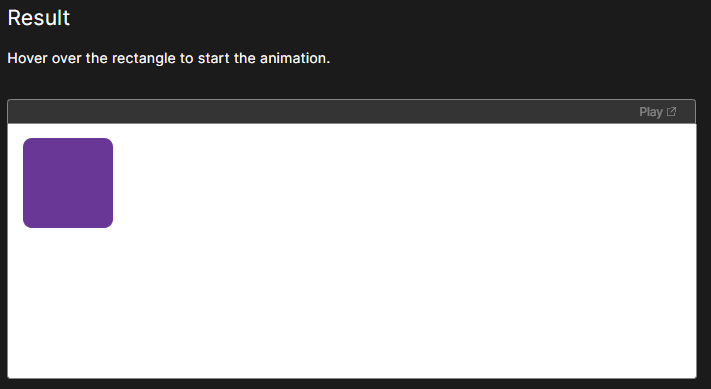 Result
Hover over the rectangle to start the animation.
Play